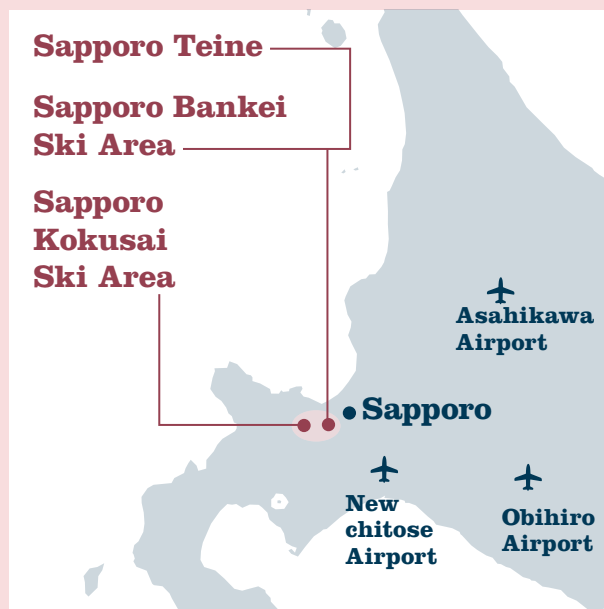 Sapporo Teine
Sapporo Bankei
Ski Area
Sapporo
Kokusai
Ski Area
Asahikawa
Airport
Sapporo
New
chitose
Airport
Obihiro
Airport